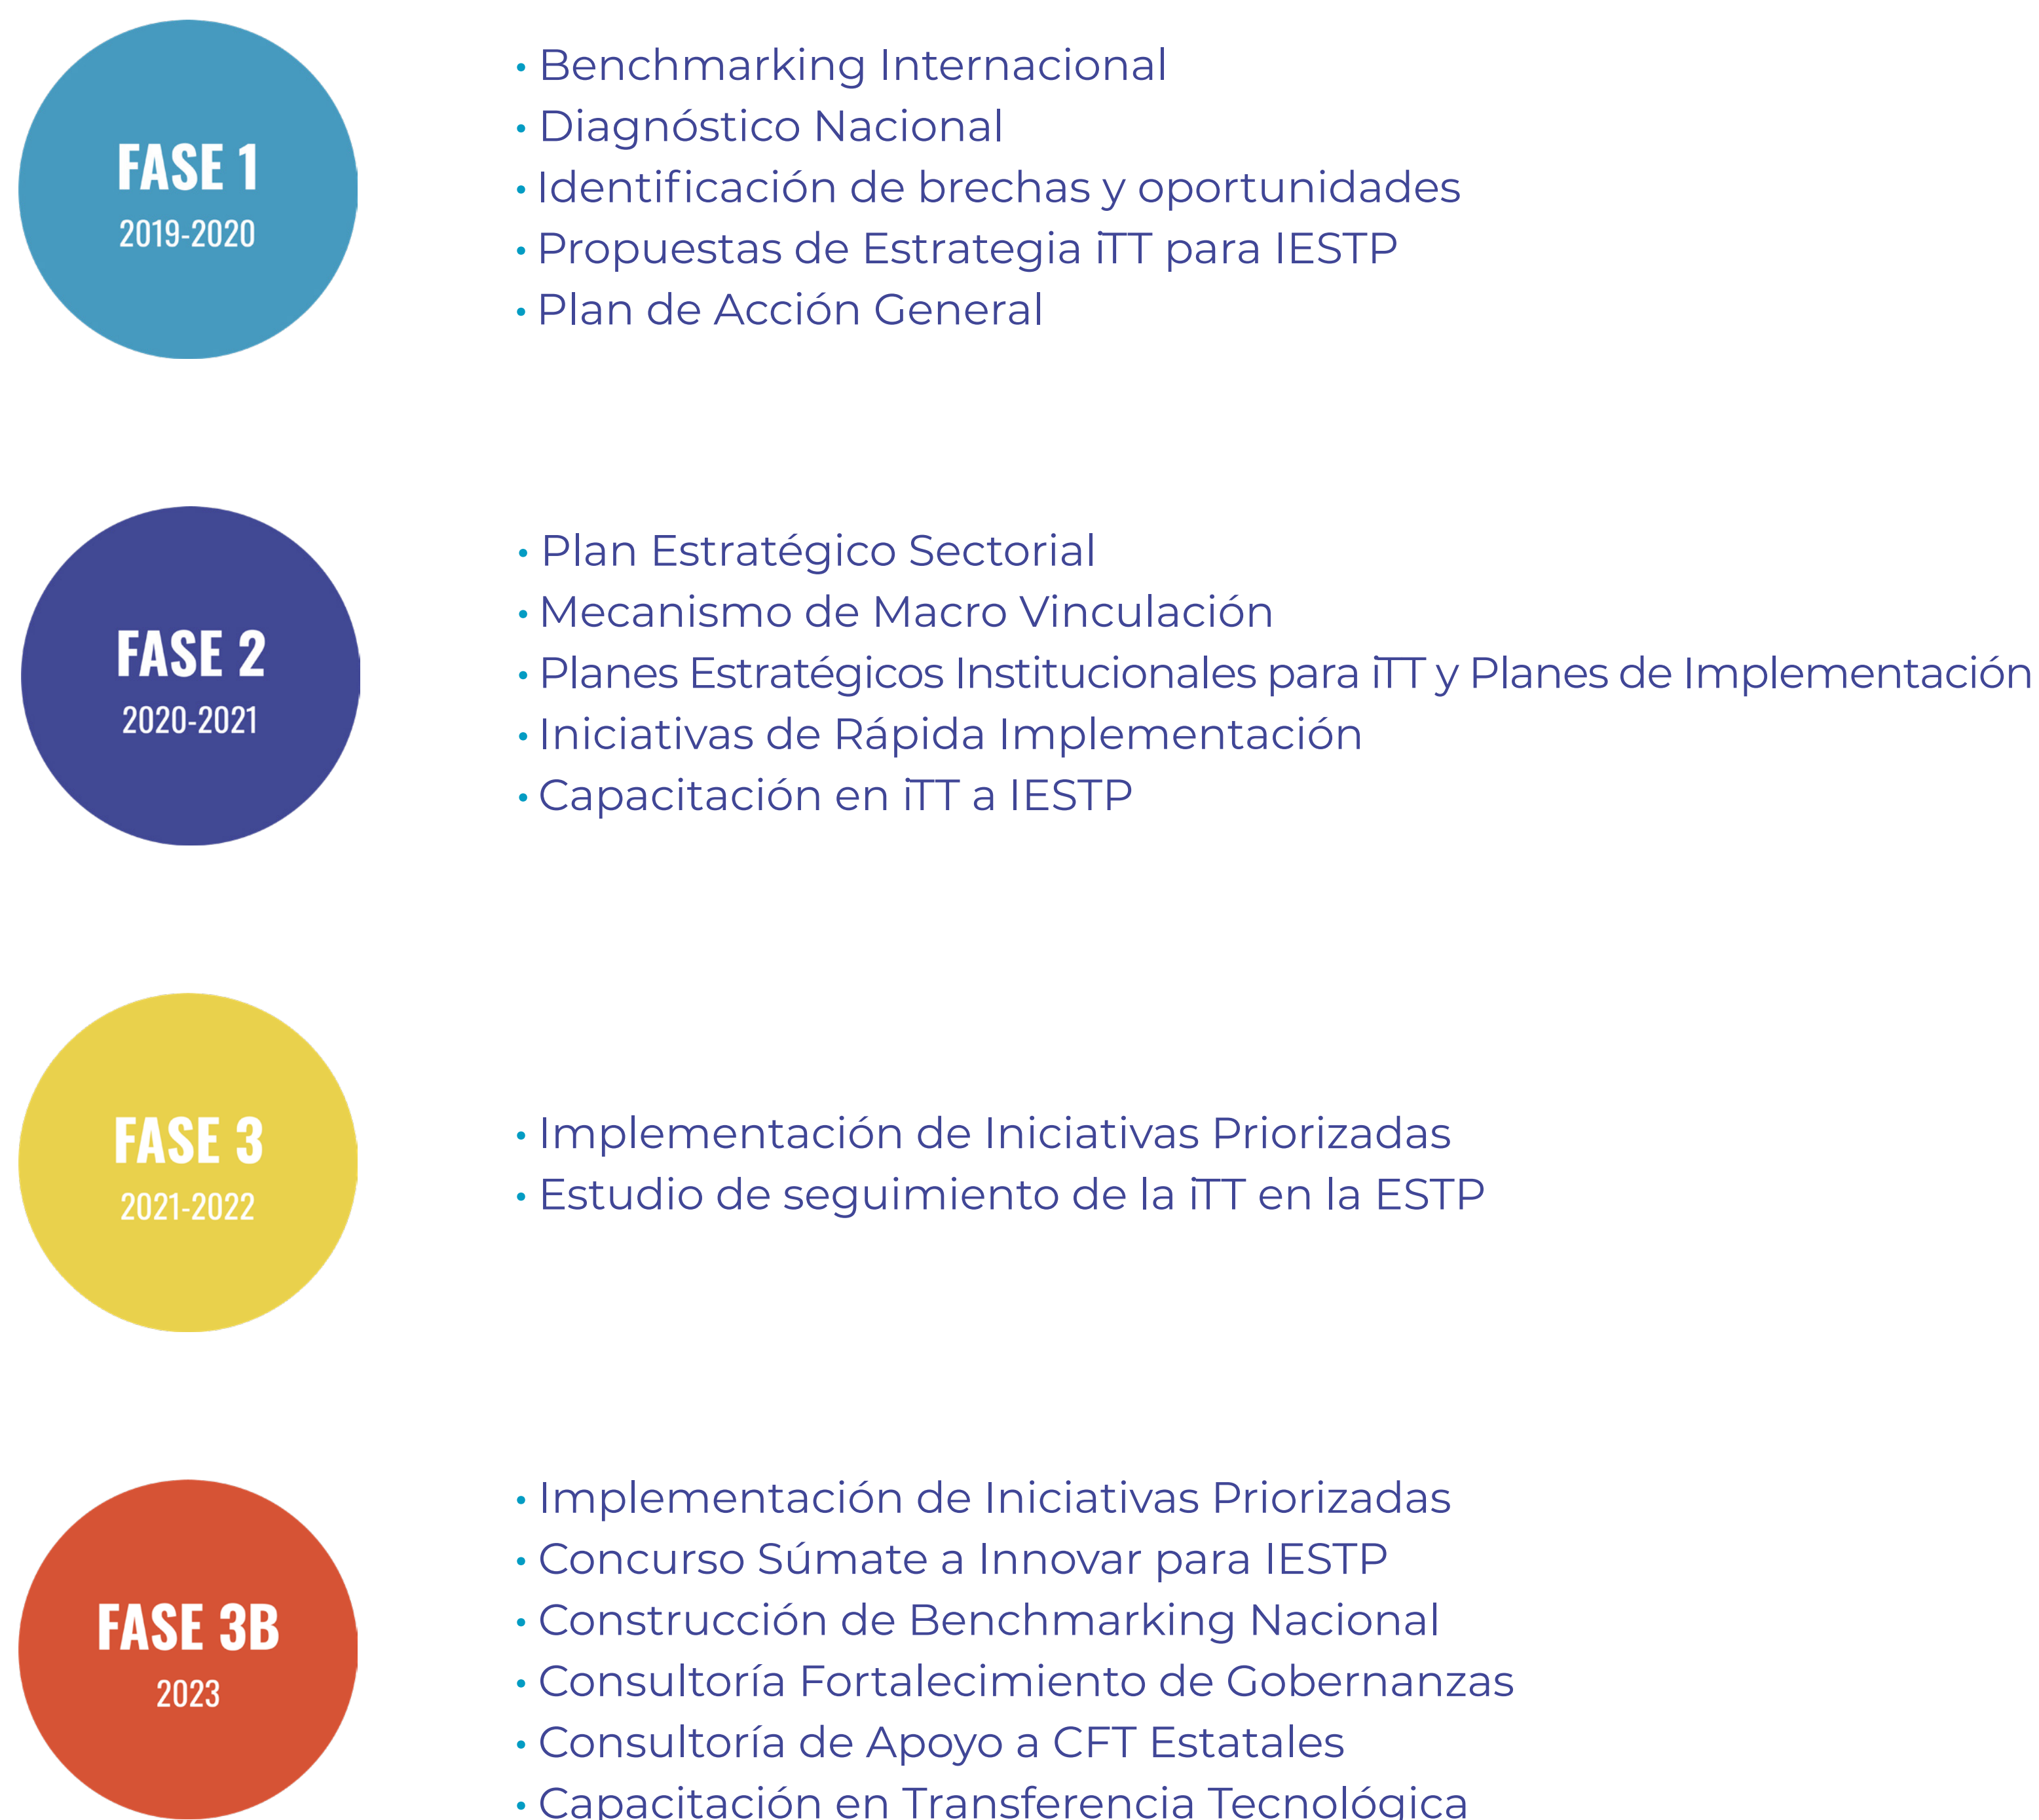 FASE 1
2019-2020
• Benchmarking Internacional
• Diagnóstico Nacional
• Identificación de brechas y oportunidades
• Propuestas de Estrategia iTT para IESTP
• Plan de Acción General
FASE 2
2020-2021
• Plan Estratégico Sectorial
• Mecanismo de Macro Vinculación
• Planes Estratégicos Institucionales para iTT y Planes de Implementación
• Iniciativas de Rápida Implementación
• Capacitación en iTT a IESTP
FASE 3
2021-2022
• Implementación de Iniciativas Priorizadas
• Estudio de seguimiento de la iTT en la ESTP
FASE 3B
2023
• Implementación de Iniciativas Priorizadas
• Concurso Súmate a Innovar para IESTP
• Construcción de Benchmarking Nacional
• Consultoría Fortalecimiento de Gobernanzas
• Consultoría de Apoyo a CFT Estatales
• Capacitación en Transferencia Tecnológica